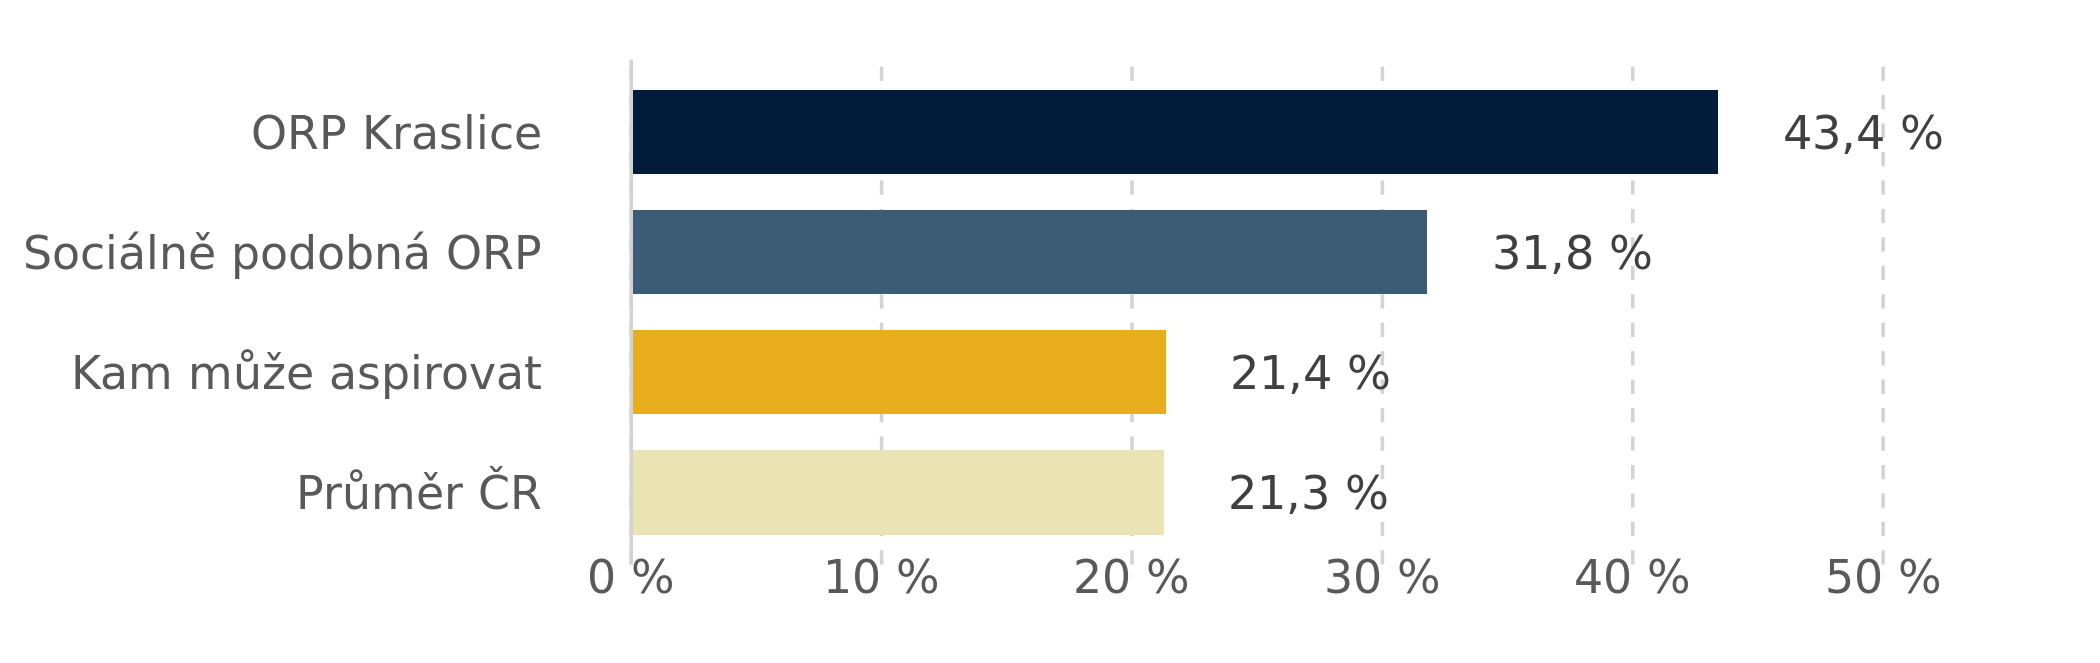 ORP Kraslice 43,4 %
Sociálně podobná ORP 31,8 %
Kam může aspirovat 21,4 %
Průměr ČR 21,3 %
0 % 10 % 20 % 30 % 40 % 50 %